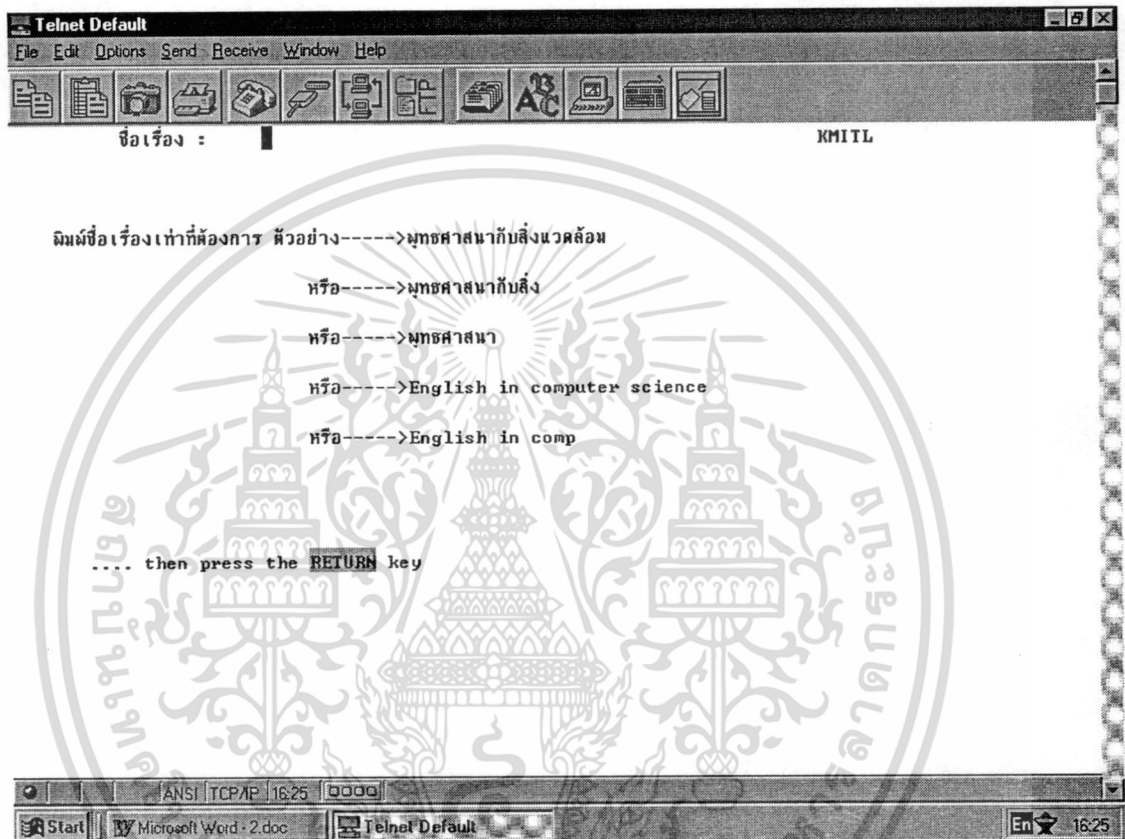 Telnet Default
File Edit Options Send Receive Window Help
ชื่อเรื่อง : KMITL
พิมพ์ชื่อเรื่องเท่าที่ต้องการ ตัวอย่าง----->พุทธศาสนากับสิ่งแวดล้อม
หรือ----->พุทธศาสนากับสิ่ง
หรือ----->พุทธศาสนา
หรือ----->English in computer science
หรือ----->English in comp
.... then press the RETURN key
ANSI TCP/IP 16:25
Start Microsoft Word - 2.doc Telnet Default En 16:25